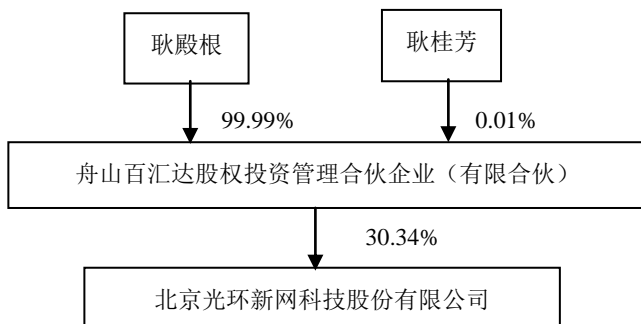 耿殿根
耿桂芳
99.99%
0.01%
舟山百汇达股权投资管理合伙企业（有限合伙）
30.34%
北京光环新网科技股份有限公司